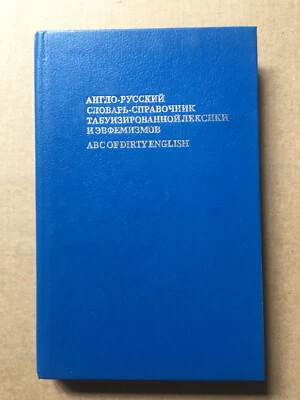 АНГЛО-РУССКИЙ
СЛОВАРЬ-СПРАВОЧНИК
ТАБУИЗИРОВАННОЙ ЛЕКСИКИ
И ЭВФЕМИЗМОВ
ABC OF DIRTY ENGLISH